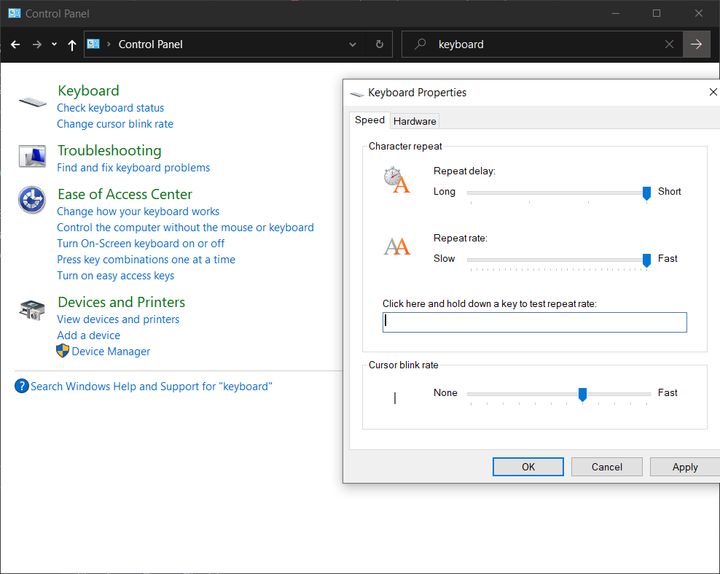 Control Panel
Control Panel
keyboard
Keyboard
Check keyboard status
Change cursor blink rate
Troubleshooting
Find and fix keyboard problems
Ease of Access Center
Change how your keyboard works
Control the computer without the mouse or keyboard
Turn On-Screen keyboard on or off
Press key combinations one at a time
Turn on easy access keys
Devices and Printers
View devices and printers
Add a device
Device Manager
Search Windows Help and Support for "keyboard"
Keyboard Properties
Speed Hardware
Character repeat
Repeat delay:
Long Short
Repeat rate:
Slow Fast
Click here and hold down a key to test repeat rate:
Cursor blink rate
None Fast
OK Cancel Apply